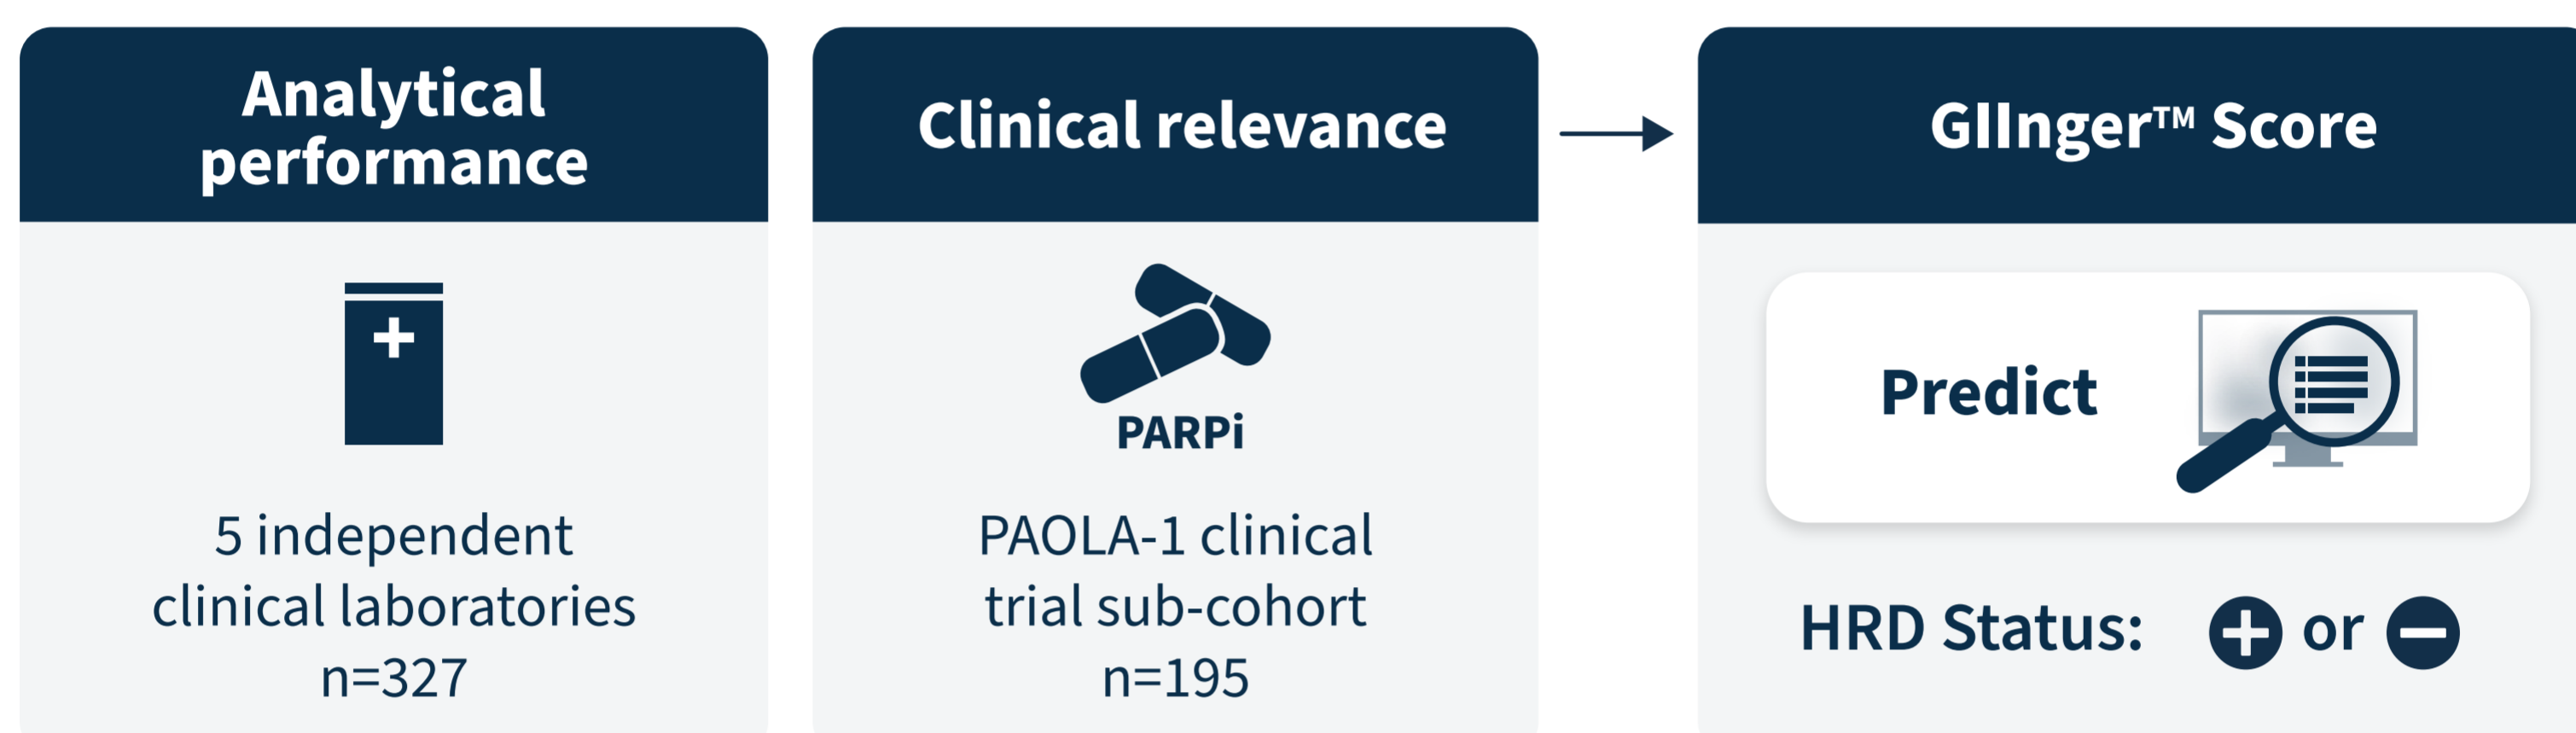 Analytical
performance
5 independent
clinical laboratories
n=327
Clinical relevance
PARPi
PAOLA-1 clinical
trial sub-cohort
n=195
GIInger™ Score
Predict
HRD Status: + or −